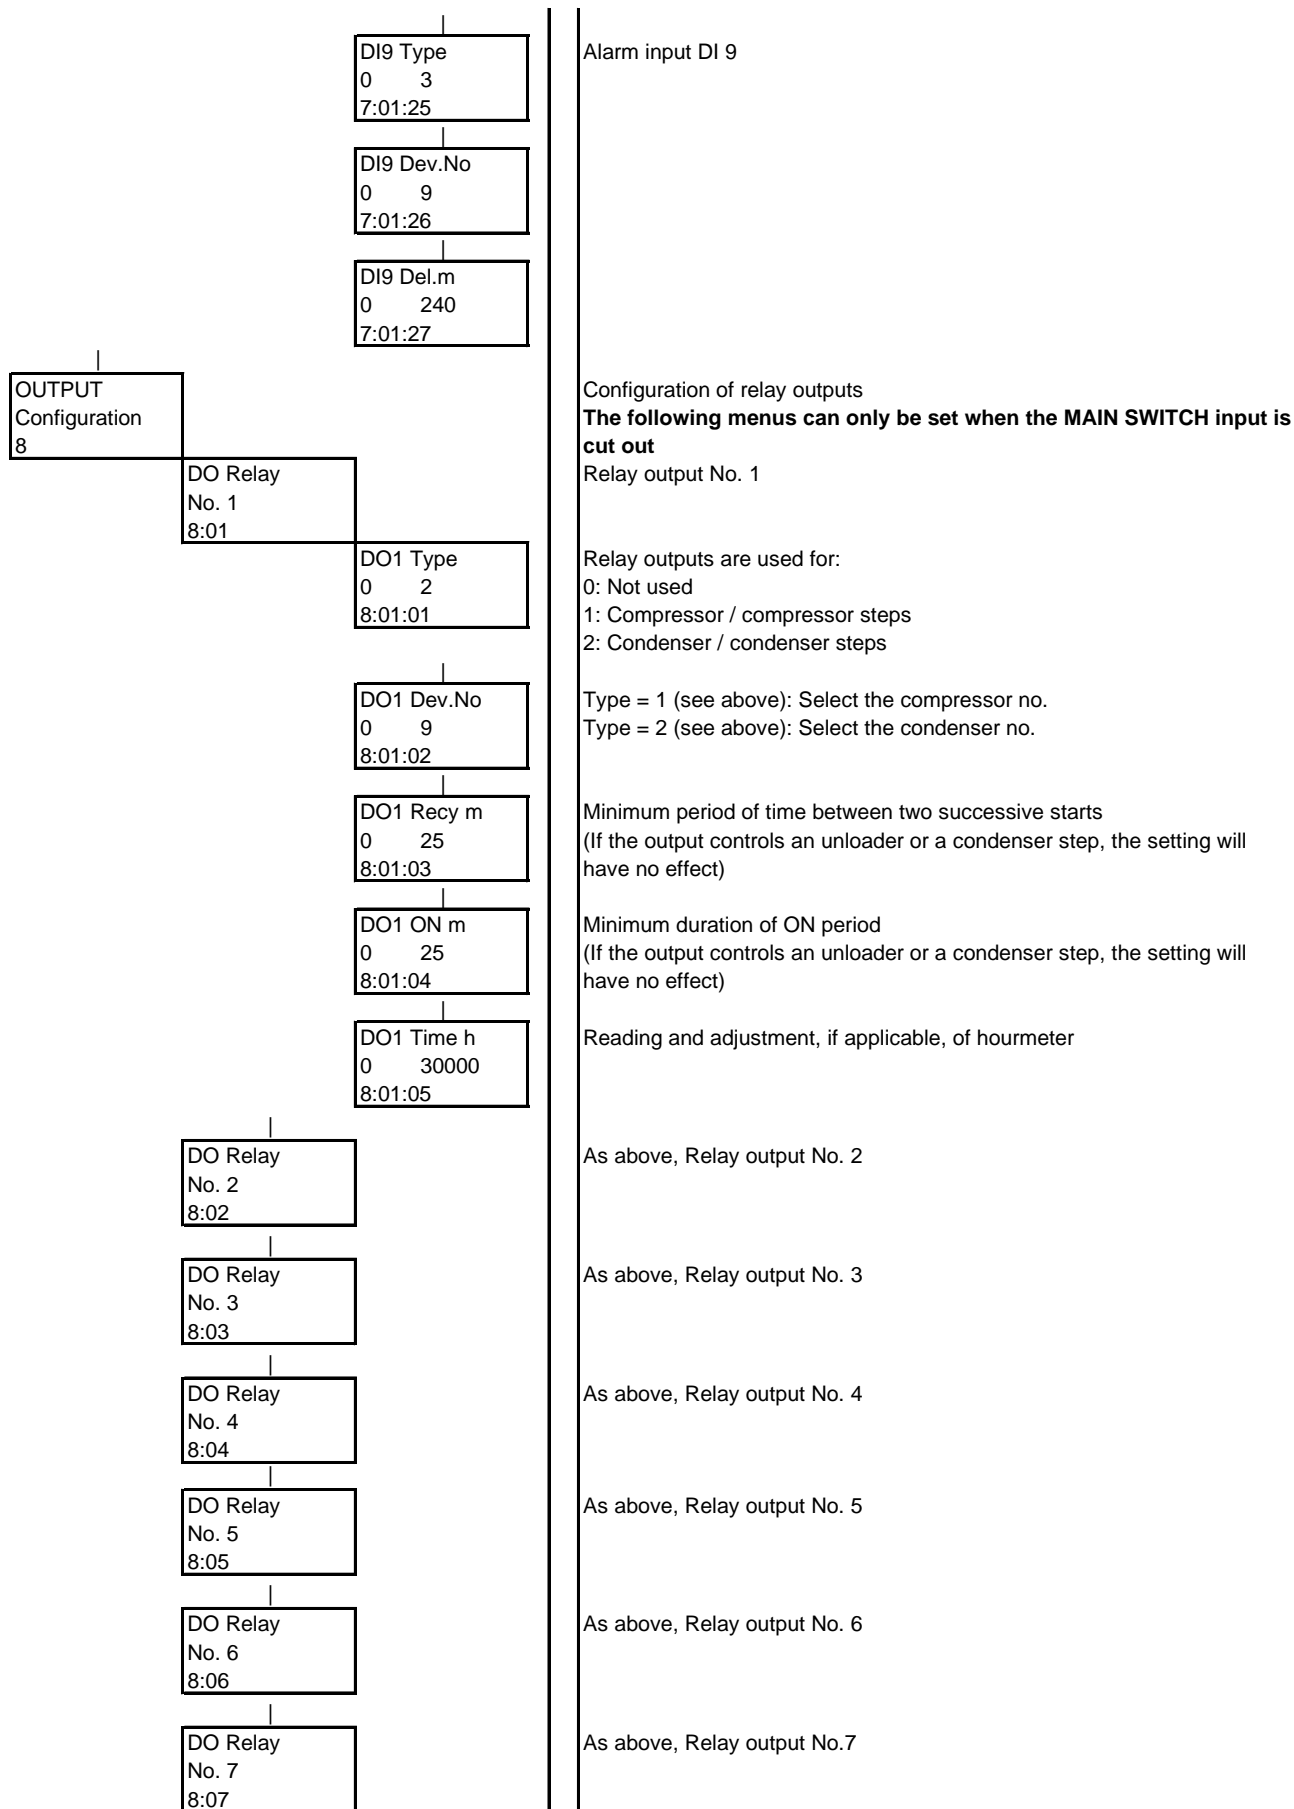 DI9 Type
Alarm input DI 9
0 3
7:01:25
DI9 Dev.No
0 9
7:01:26
DI9 Del.m
0 240
7:01:27
OUTPUT
Configuration of relay outputs
Configuration
The following menus can only be set when the MAIN SWITCH input is
8
cut out
DO Relay
Relay output No. 1
No. 1
8:01
DO1 Type
Relay outputs are used for:
0 2
0: Not used
8:01:01
1: Compressor / compressor steps
2: Condenser / condenser steps
DO1 Dev.No
Type = 1 (see above): Select the compressor no.
0 9
Type = 2 (see above): Select the condenser no.
8:01:02
DO1 Recy m
Minimum period of time between two successive starts
0 25
(If the output controls an unloader or a condenser step, the setting will
8:01:03
have no effect)
DO1 ON m
Minimum duration of ON period
0 25
(If the output controls an unloader or a condenser step, the setting will
8:01:04
have no effect)
DO1 Time h
Reading and adjustment, if applicable, of hourmeter
0 30000
8:01:05
DO Relay
As above, Relay output No. 2
No. 2
8:02
DO Relay
As above, Relay output No. 3
No. 3
8:03
DO Relay
As above, Relay output No. 4
No. 4
8:04
DO Relay
As above, Relay output No. 5
No. 5
8:05
DO Relay
As above, Relay output No. 6
No. 6
8:06
DO Relay
As above, Relay output No.7
No. 7
8:07